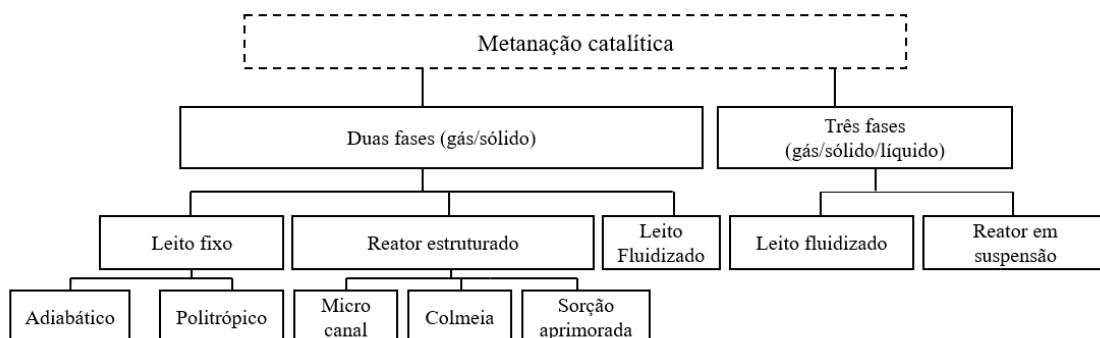 Metanação catalítica
Duas fases (gás/sólido)
Três fases
(gás/sólido/líquido)
Leito fixo
Reator estruturado
Leito
Fluidizado
Leito fluidizado
Reator em
suspensão
Adiabático
Politrópico
Micro
canal
Colmeia
Sorção
aprimorada